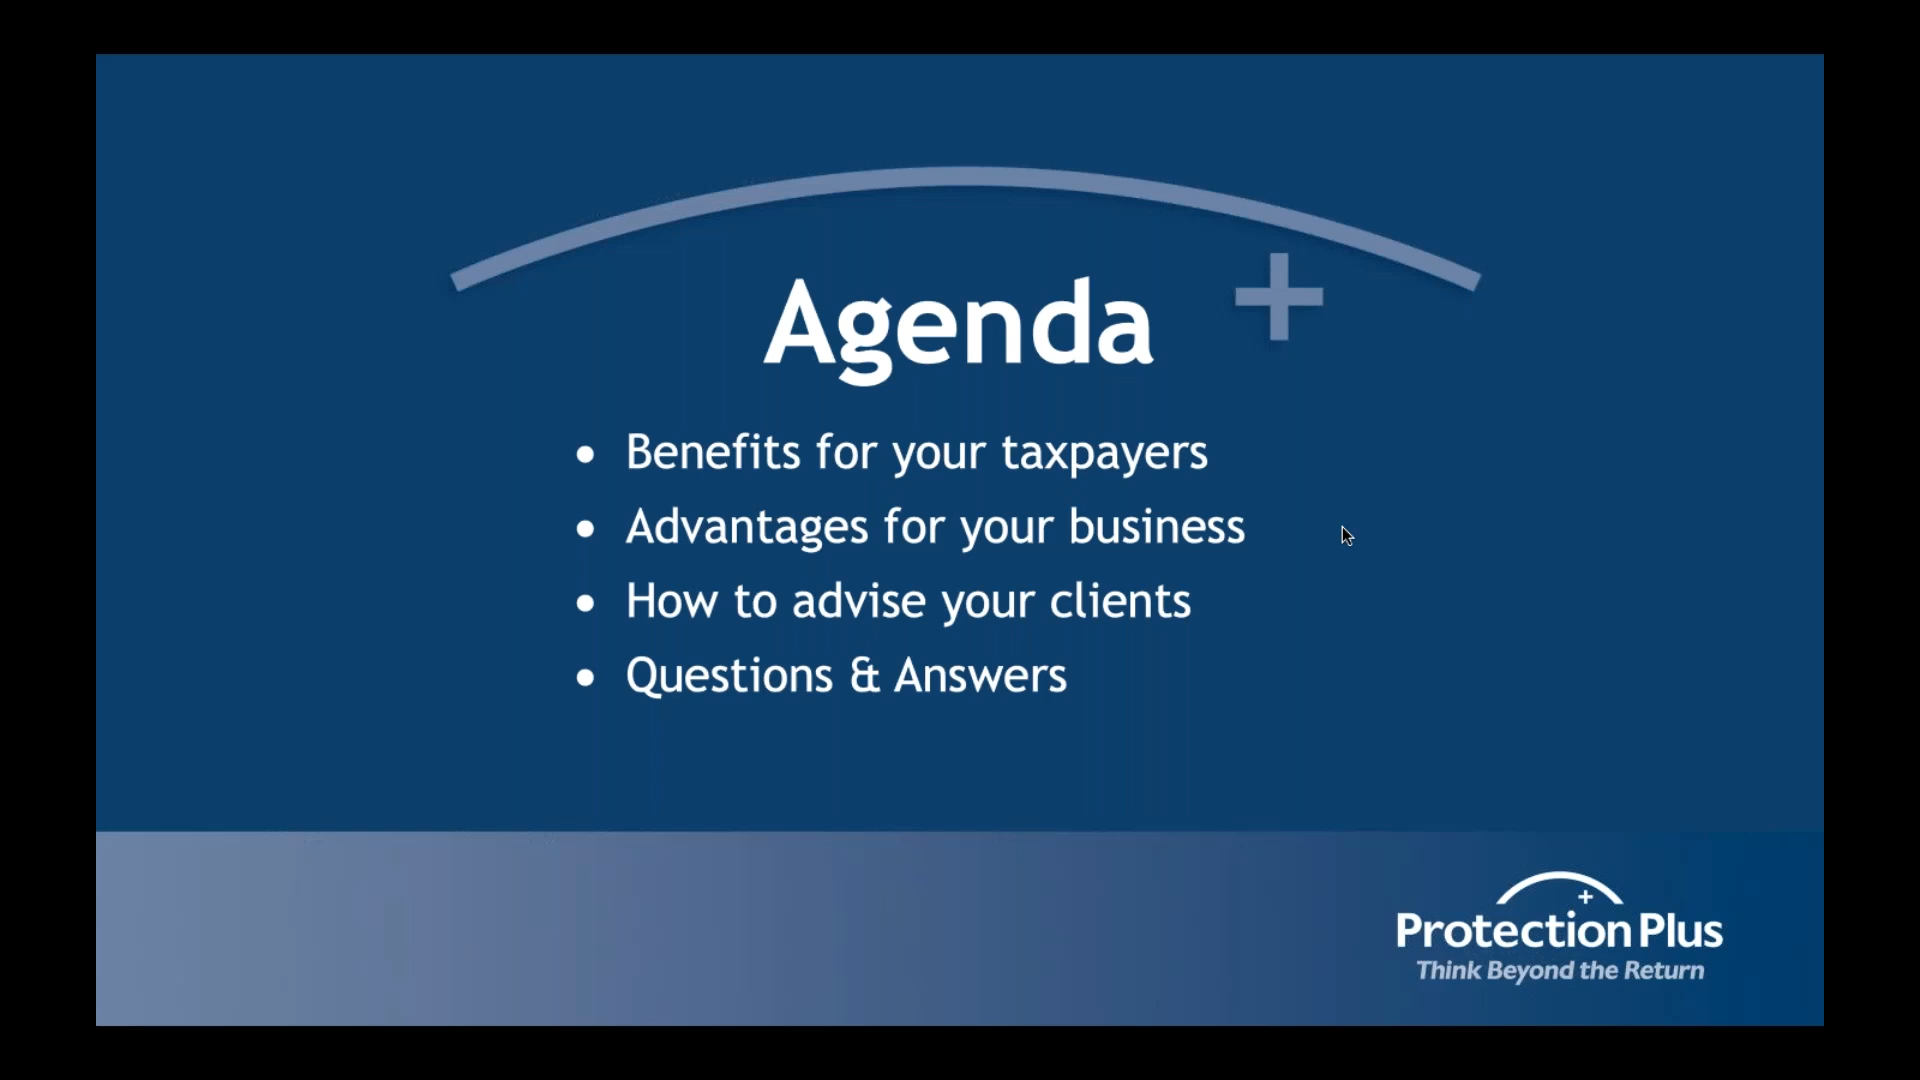 Agenda
• Benefits for your taxpayers
• Advantages for your business
• How to advise your clients
• Questions & Answers
Protection Plus
Think Beyond the Return